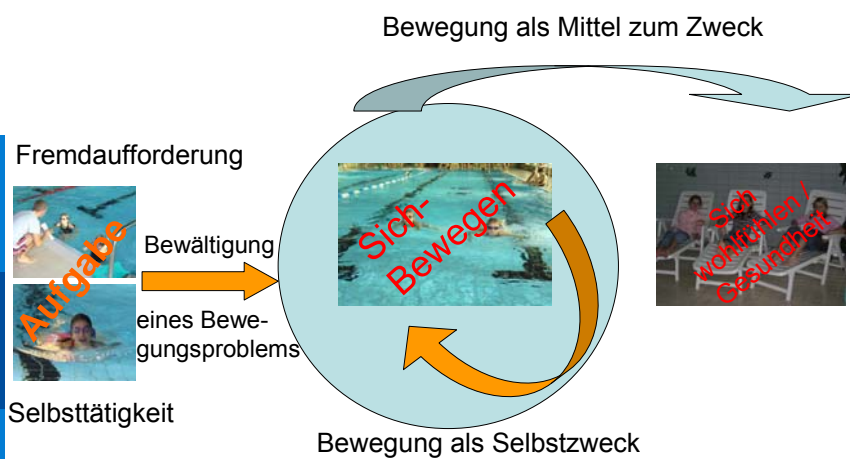 Bewegung als Mittel zum Zweck
Fremdaufforderung
Aufgabe
Bewältigung
eines Bewe-
gungsproblems
Selbsttätigkeit
Sich-
Bewegen
Sich
wohlfühlen /
Gesundheit
Bewegung als Selbstzweck